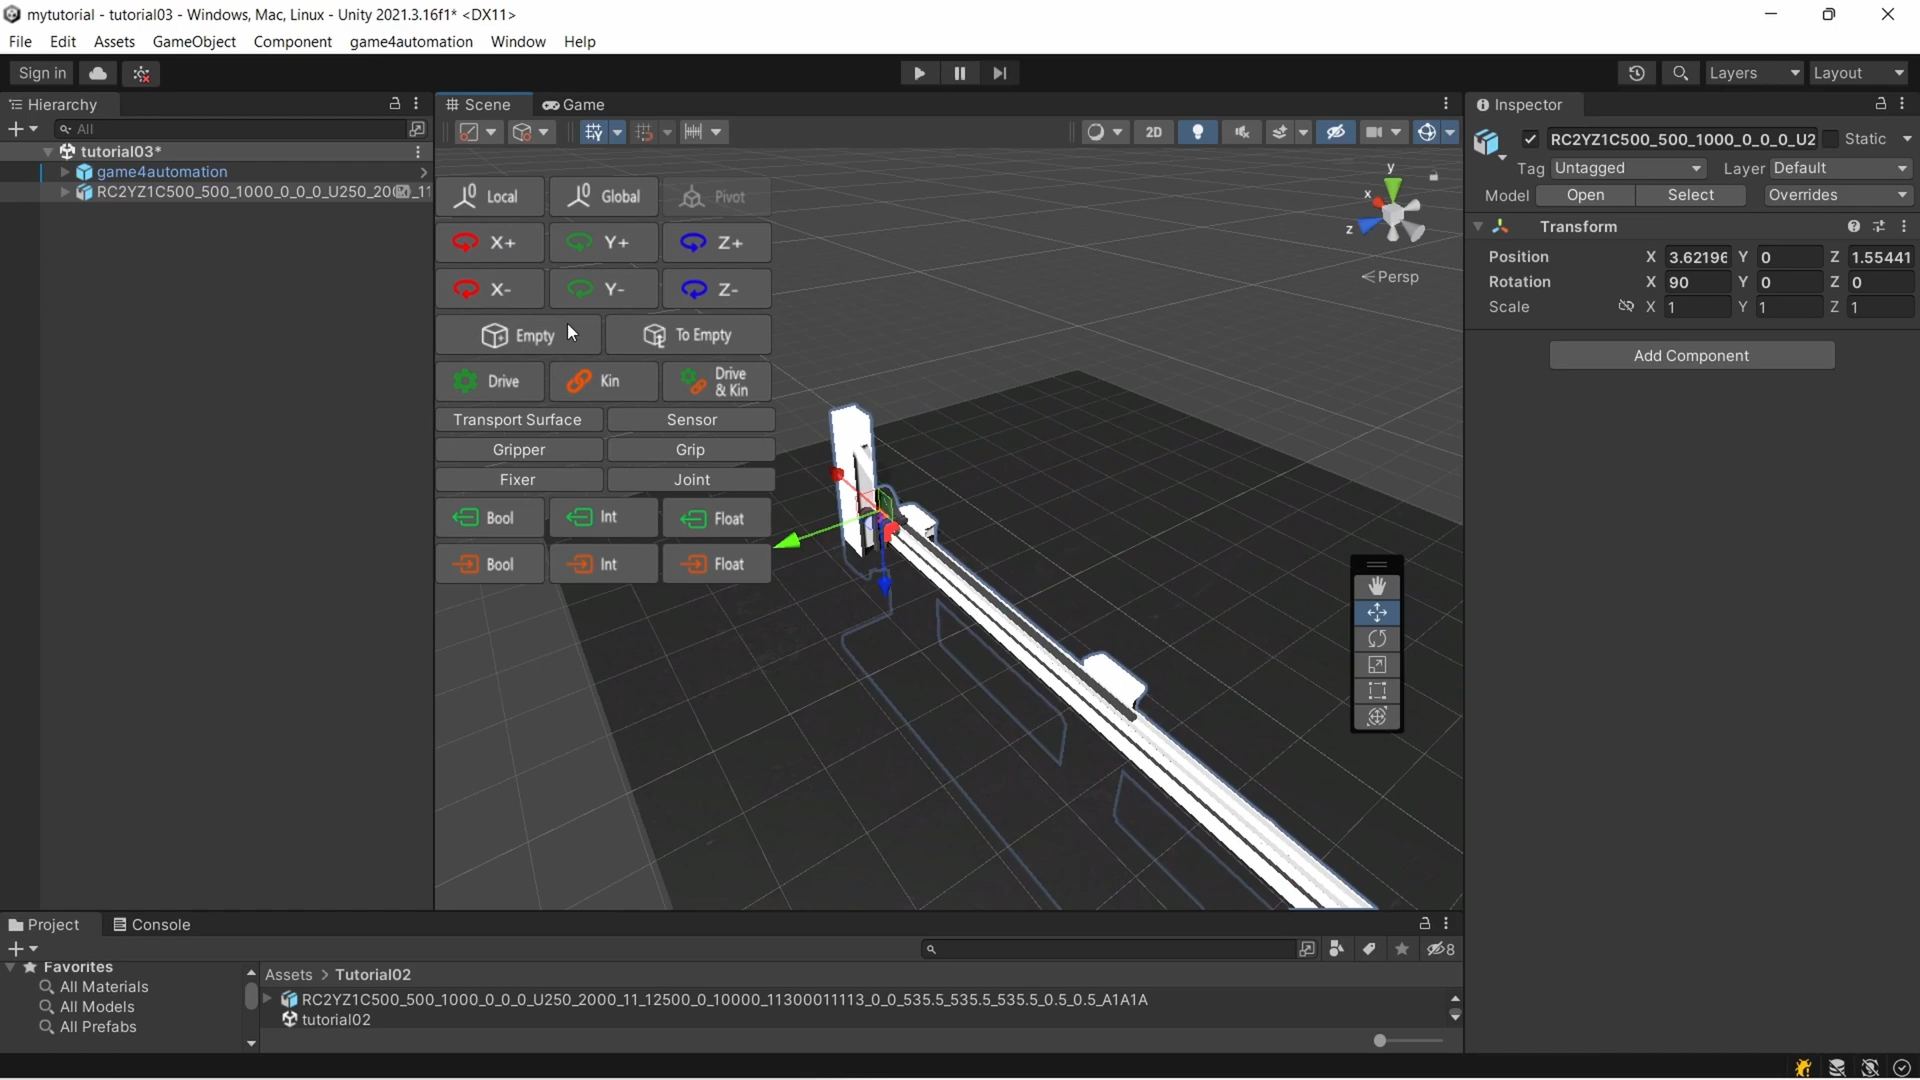 mytutorial - tutorial03 - Windows, Mac, Linux - Unity 2021.3.16f1* <DX11>
File Edit Assets GameObject Component game4automation Window Help
Sign in
Layers Layout
Hierarchy
All
tutorial03*
game4automation
RC2YZ1C500_500_1000_0_0_0_U250_20
Scene Game
2D
Local Global Pivot
X+ Y+ Z+
X- Y- Z-
Empty To Empty
Drive Kin Drive & Kin
Transport Surface Sensor
Gripper Grip
Fixer Joint
Bool Int Float
Bool Int Float
y
x
z
Persp
Inspector
RC2YZ1C500_500_1000_0_0_0_U2 Static
Tag Untagged Layer Default
Model Open Select Overrides
Transform
Position X 3.62196 Y 0 Z 1.55441
Rotation X 90 Y 0 Z 0
Scale X 1 Y 1 Z 1
Add Component
Project Console
8
Favorites
All Materials
All Models
All Prefabs
Assets > Tutorial02
RC2YZ1C500_500_1000_0_0_0_U250_2000_11_12500_0_10000_11300011113_0_0_535.5_535.5_535.5_0.5_0.5_A1A1A
tutorial02